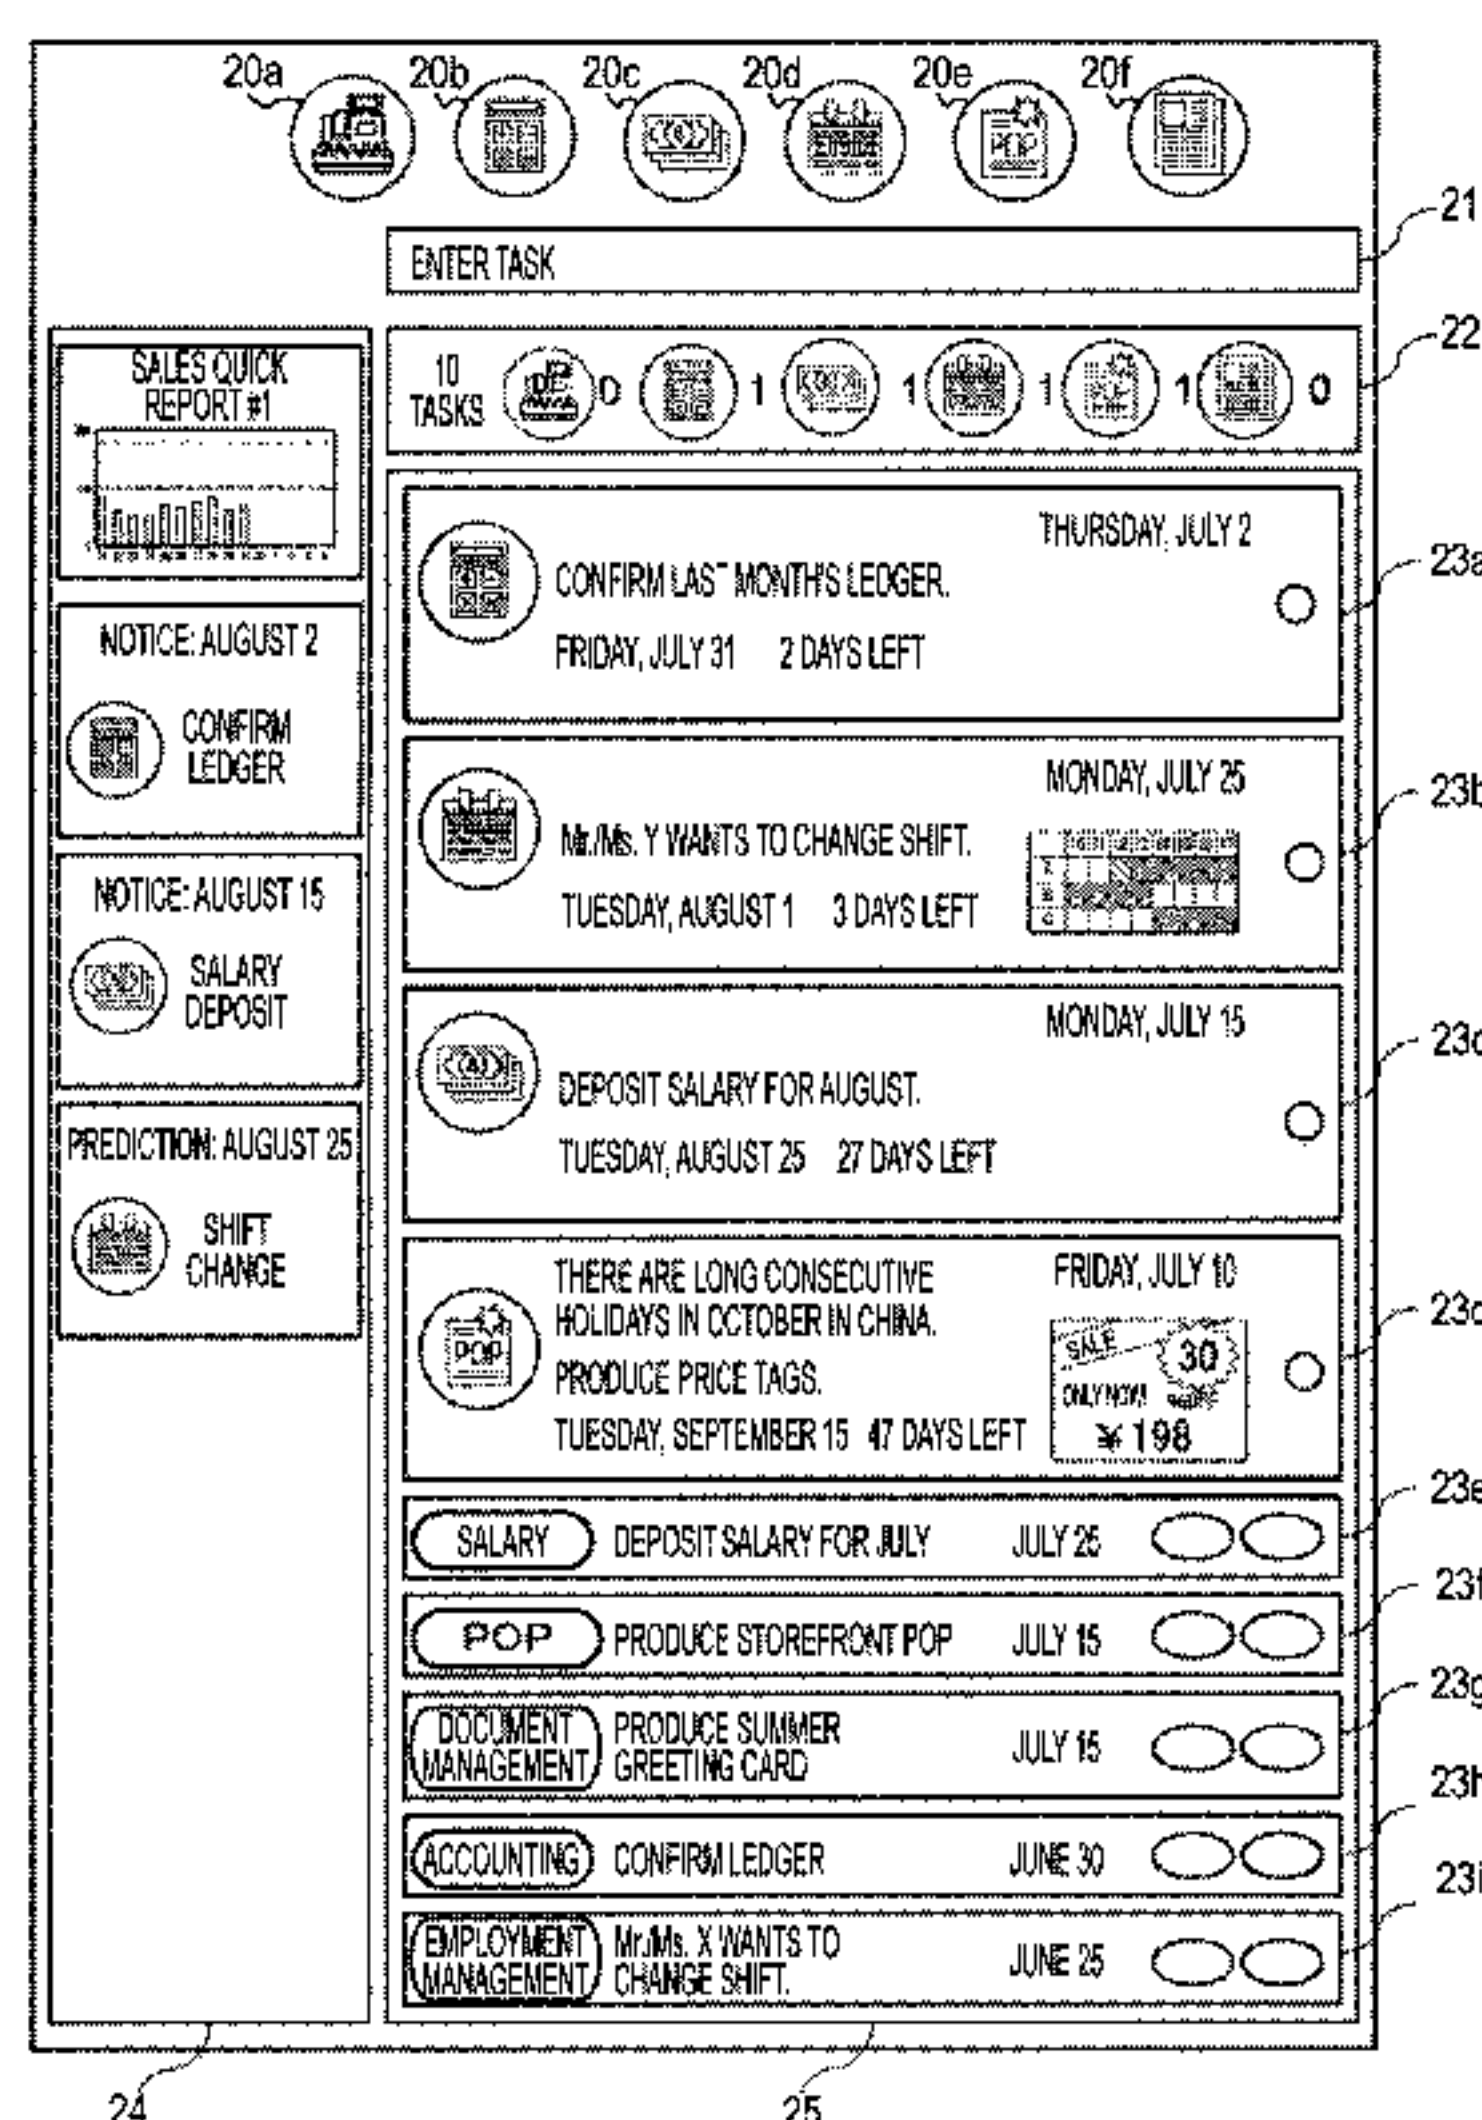 20a 20b 20c 20d 20e 20f
POP
21
ENTER TASK
22
10
TASKS
0 1 1 1 1 0
SALES QUICK
REPORT #1
NOTICE: AUGUST 2
CONFIRM
LEDGER
NOTICE: AUGUST 15
SALARY
DEPOSIT
PREDICTION: AUGUST 25
SHIFT
CHANGE
THURSDAY, JULY 2
CONFIRM LAST MONTH'S LEDGER.
FRIDAY, JULY 31 2 DAYS LEFT
23a
MONDAY, JULY 25
Mr./Ms. Y WANTS TO CHANGE SHIFT.
TUESDAY, AUGUST 1 3 DAYS LEFT
23b
MONDAY, JULY 15
DEPOSIT SALARY FOR AUGUST.
TUESDAY, AUGUST 25 27 DAYS LEFT
23c
THERE ARE LONG CONSECUTIVE
HOLIDAYS IN OCTOBER IN CHINA.
PRODUCE PRICE TAGS.
TUESDAY, SEPTEMBER 15 47 DAYS LEFT
FRIDAY, JULY 10
POP
SALE
30
ONLY NOW!
¥ 198
23d
SALARY DEPOSIT SALARY FOR JULY JULY 25
23e
POP PRODUCE STOREFRONT POP JULY 15
23f
DOCUMENT
MANAGEMENT
PRODUCE SUMMER
GREETING CARD
JULY 15
23g
ACCOUNTING CONFIRM LEDGER JUNE 30
23h
EMPLOYMENT
MANAGEMENT
Mr./Ms. X WANTS TO
CHANGE SHIFT.
JUNE 25
23i
24
25